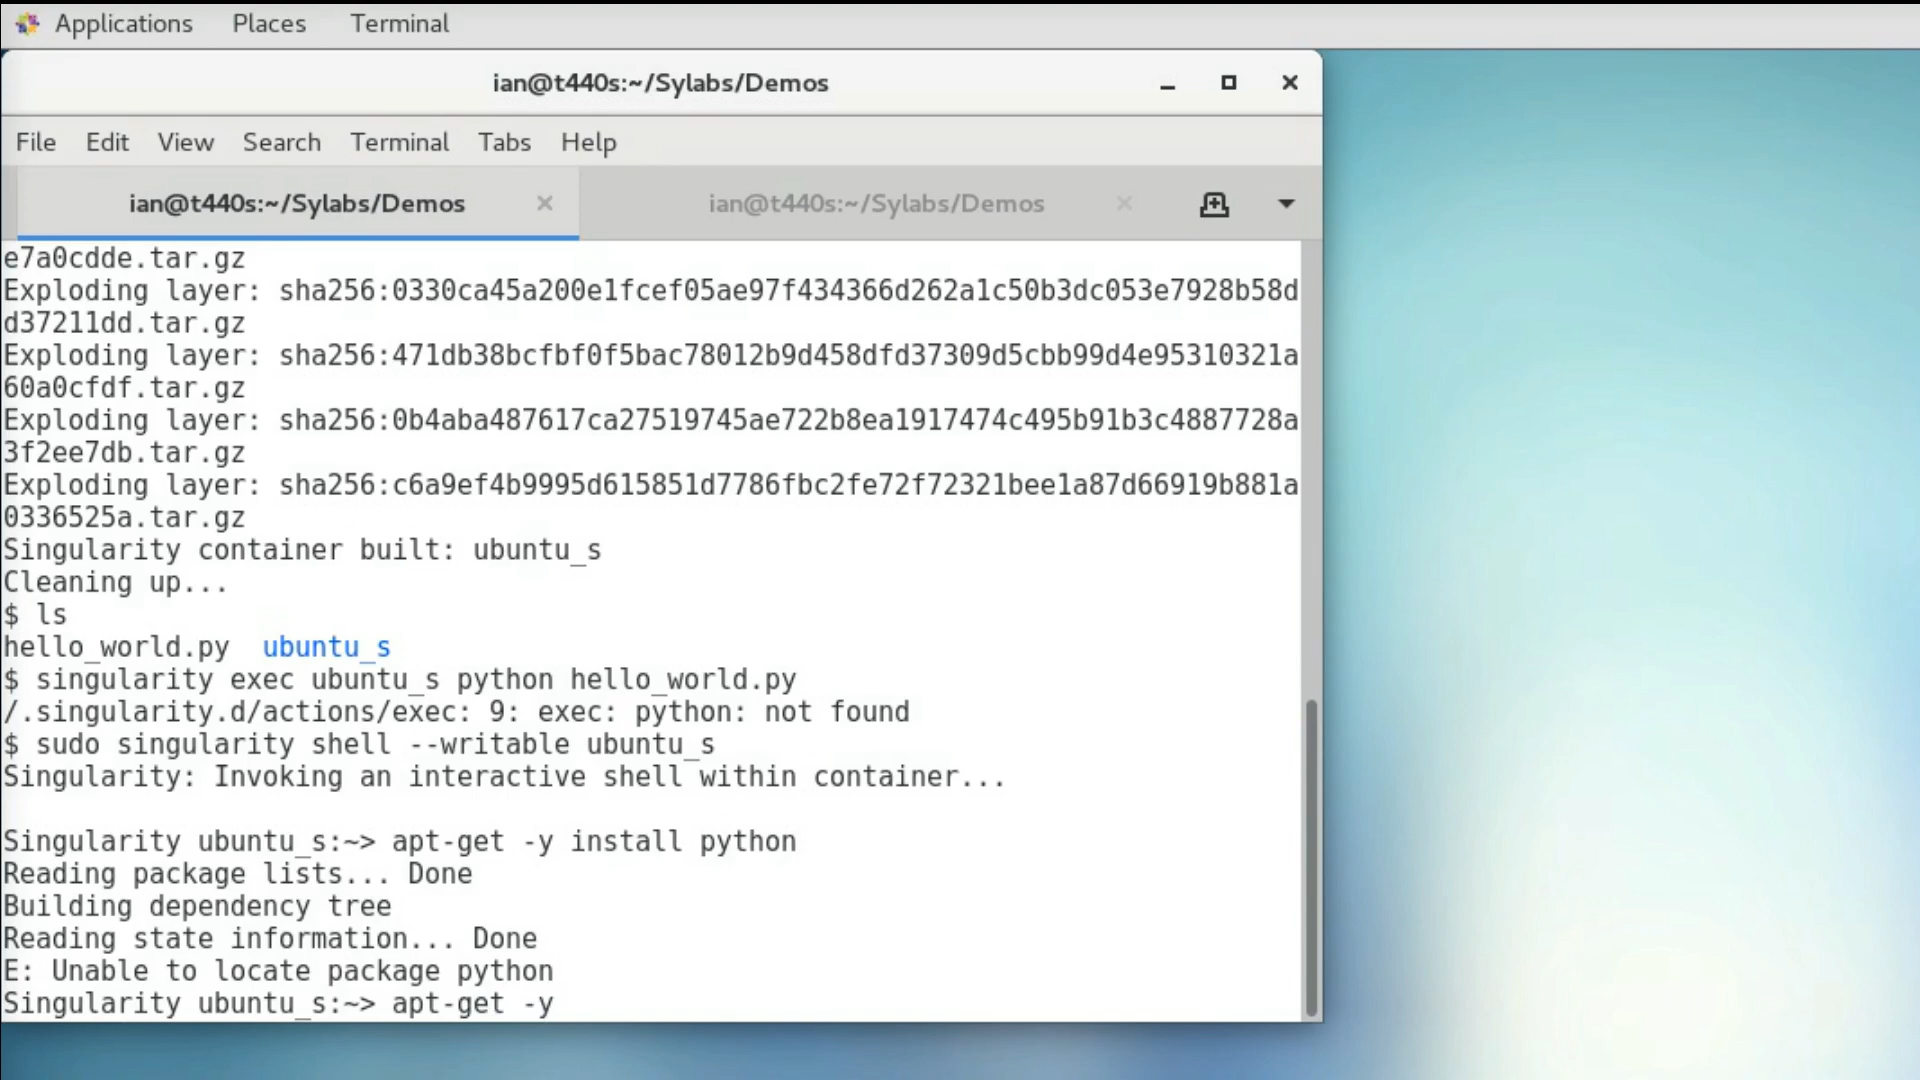 Applications Places Terminal
ian@t440s:~/Sylabs/Demos
File Edit View Search Terminal Tabs Help
ian@t440s:~/Sylabs/Demos ian@t440s:~/Sylabs/Demos
e7a0cdde.tar.gz
Exploding layer: sha256:0330ca45a200e1fcef05ae97f434366d262a1c50b3dc053e7928b58d
d37211dd.tar.gz
Exploding layer: sha256:471db38bcfbf0f5bac78012b9d458dfd37309d5cbb99d4e95310321a
60a0cfdf.tar.gz
Exploding layer: sha256:0b4aba487617ca27519745ae722b8ea1917474c495b91b3c4887728a
3f2ee7db.tar.gz
Exploding layer: sha256:c6a9ef4b9995d615851d7786fbc2fe72f72321bee1a87d66919b881a
0336525a.tar.gz
Singularity container built: ubuntu_s
Cleaning up...
$ ls
hello_world.py ubuntu_s
$ singularity exec ubuntu_s python hello_world.py
/.singularity.d/actions/exec: 9: exec: python: not found
$ sudo singularity shell --writable ubuntu_s
Singularity: Invoking an interactive shell within container...
Singularity ubuntu_s:~> apt-get -y install python
Reading package lists... Done
Building dependency tree
Reading state information... Done
E: Unable to locate package python
Singularity ubuntu_s:~> apt-get -y